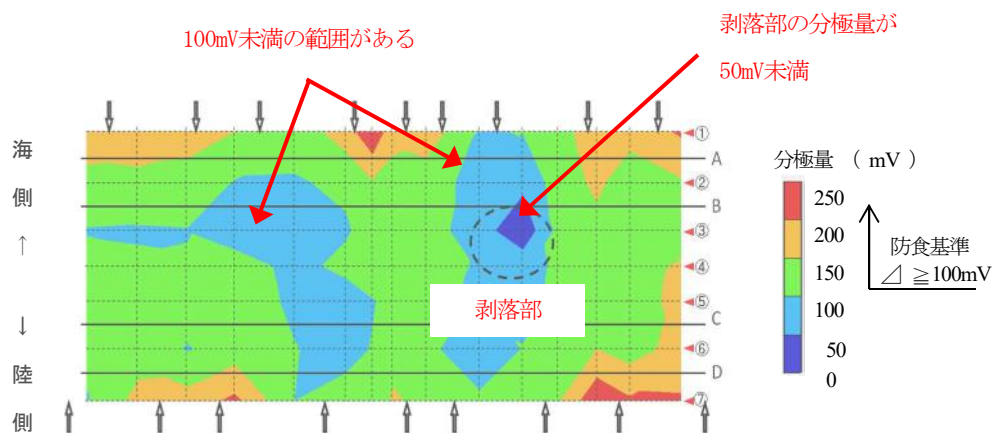 100mV未満の範囲がある
剥落部の分極量が
50mV未満
海
側
↑
↓
陸
側
①
A
②
B
③
④
⑤
C
⑥
D
⑦
剥落部
分極量 (mV)
250
200
150
100
50
0
防食基準
⊿ ≧100mV